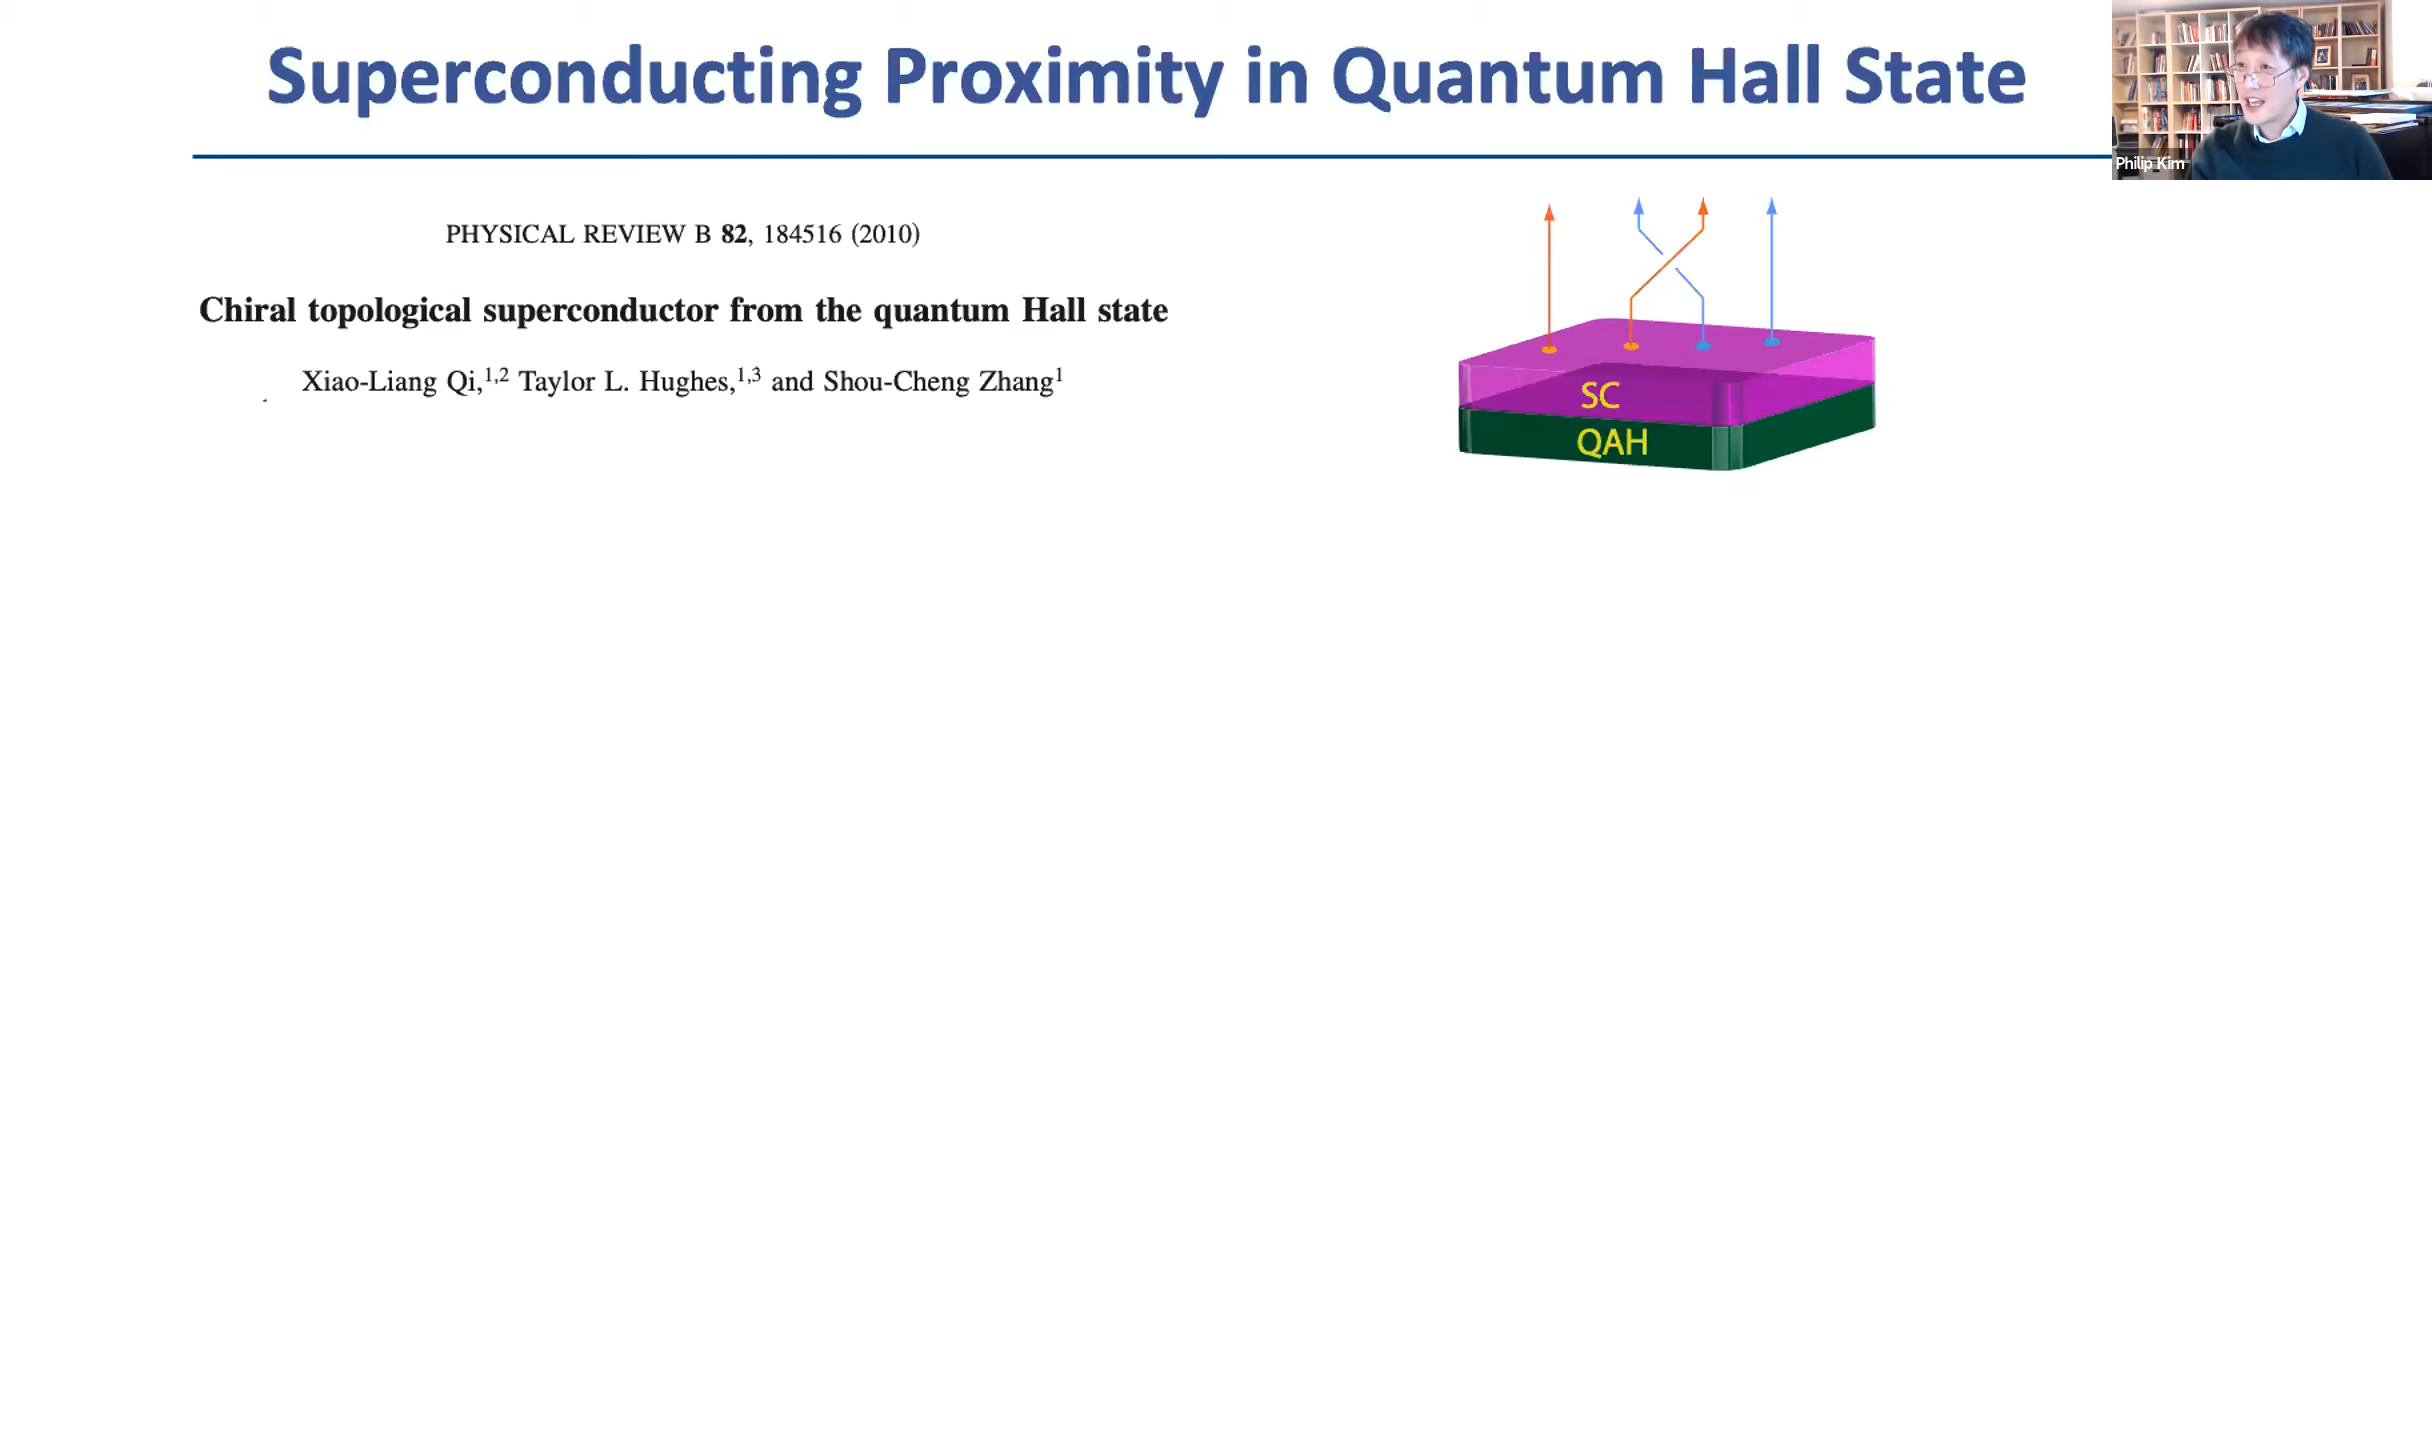 Superconducting Proximity in Quantum Hall State
Philip Kim
PHYSICAL REVIEW B 82, 184516 (2010)
Chiral topological superconductor from the quantum Hall state
Xiao-Liang Qi,1,2 Taylor L. Hughes,1,3 and Shou-Cheng Zhang1
SC
QAH